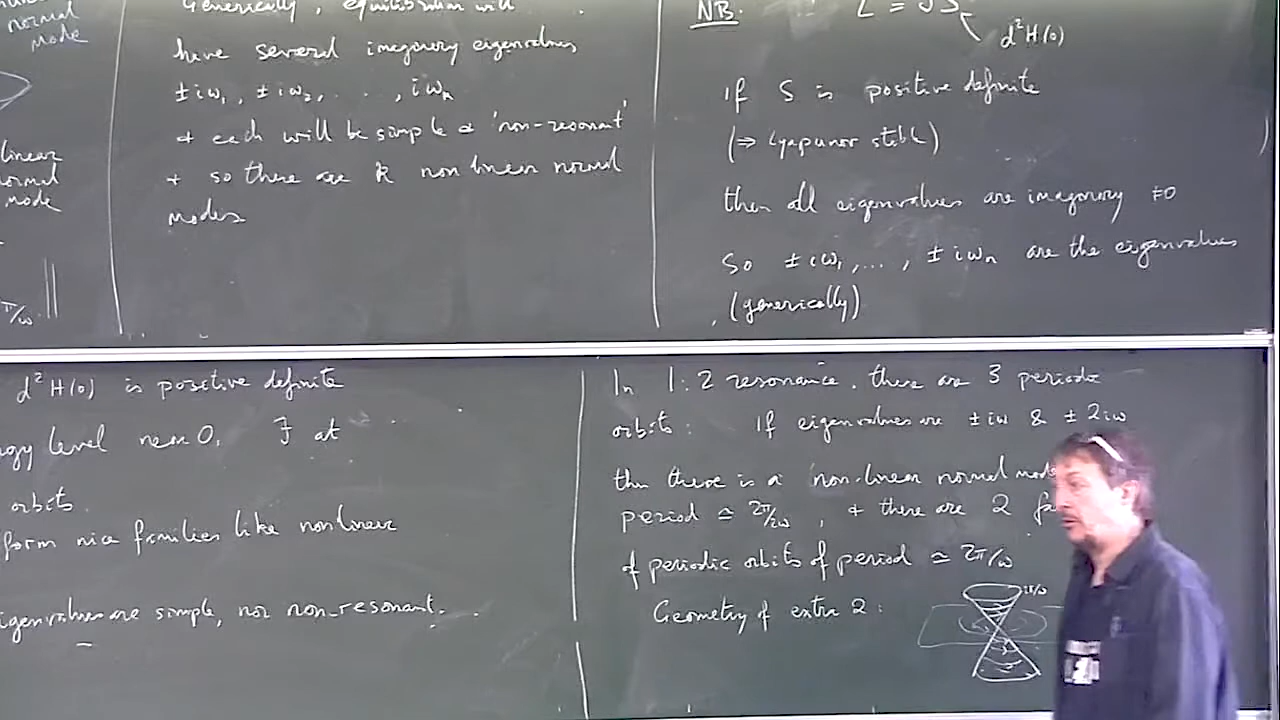 normal
mode
linear
normal
mode
π/ω
Generically, equilibrium will
have several imaginary eigenvalues
±iω₁, ±iω₂, . . . , iωₖ
+ each will be simple & 'non-resonant'
+ so there are k nonlinear normal
modes
NB. L = JS
d²H(0)
If S is positive definite
(⇒ Lyapunov stable)
then all eigenvalues are imaginary ≠0
So ±iω₁, ..., ±iωₙ are the eigenvalues
(generically)
d²H(0) is positive definite
energy level near 0, ∃ at
orbits.
form nice families like nonlinear
eigenvalues are simple, nor non-resonant.
In 1:2 resonance. there are 3 periodic
orbits: If eigenvalues are ±iω & ±2iω
then there is a non-linear normal mode
period ≃ 2π/2ω, + there are 2 fa
of periodic orbits of period ≃ 2π/ω
Geometry of extra 2:
2π/ω